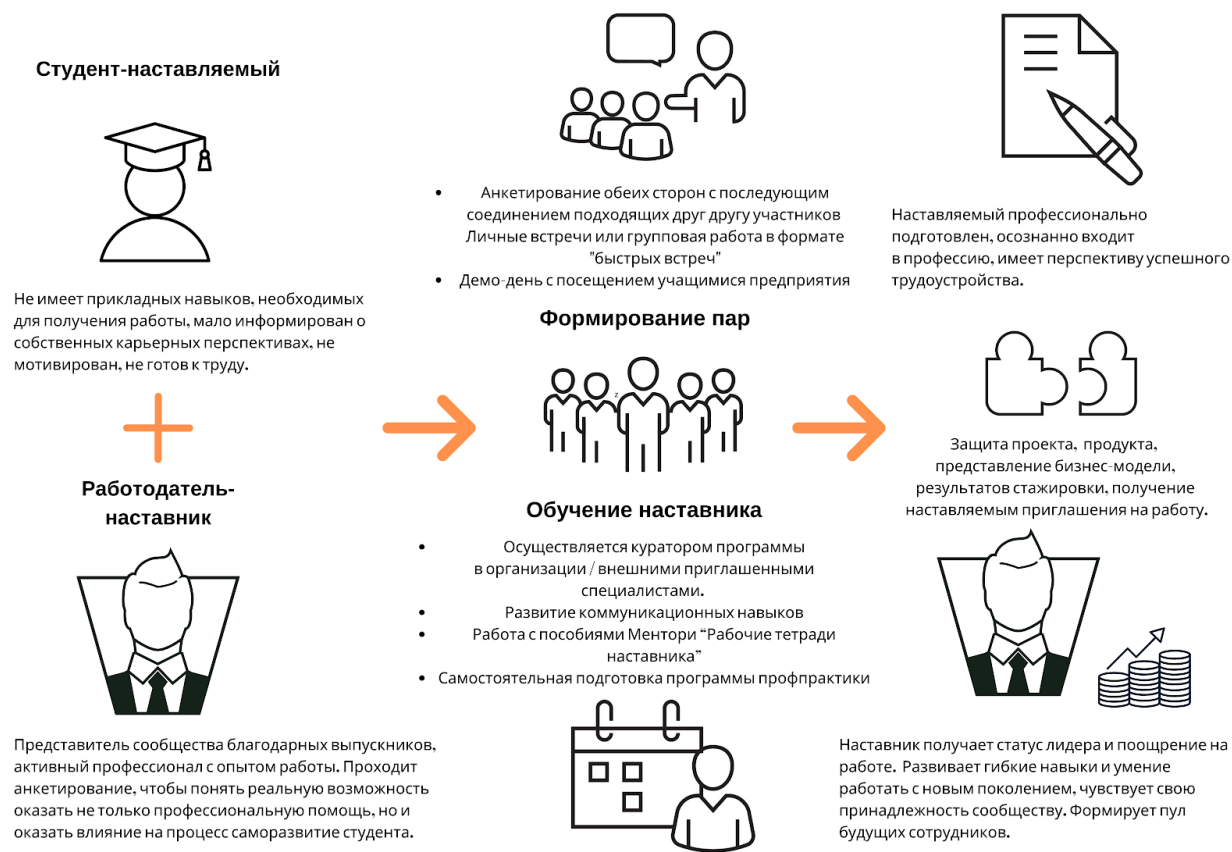 Студент-наставляемый
Не имеет прикладных навыков, необходимых
для получения работы, мало информирован о
собственных карьерных перспективах, не
мотивирован, не готов к труду.
Работодатель-
наставник
Представитель сообщества благодарных выпускников,
активный профессионал с опытом работы. Проходит
анкетирование, чтобы понять реальную возможность
оказать не только профессиональную помощь, но и
оказать влияние на процесс саморазвитие студента.
• Анкетирование обеих сторон с последующим
соединением подходящих друг другу участников
Личные встречи или групповая работа в формате
"быстрых встреч"
• Демо-день с посещением учащимися предприятия
Формирование пар
z
Обучение наставника
• Осуществляется куратором программы
в организации / внешними приглашенными
специалистами.
• Развитие коммуникационных навыков
• Работа с пособиями Ментори “Рабочие тетради
наставника”
• Самостоятельная подготовка программы профпрактики
Наставляемый профессионально
подготовлен, осознанно входит
в профессию, имеет перспективу успешного
трудоустройства.
Защита проекта, продукта,
представление бизнес-модели,
результатов стажировки, получение
наставляемым приглашения на работу.
Наставник получает статус лидера и поощрение на
работе. Развивает гибкие навыки и умение
работать с новым поколением, чувствует свою
принадлежность сообществу. Формирует пул
будущих сотрудников.